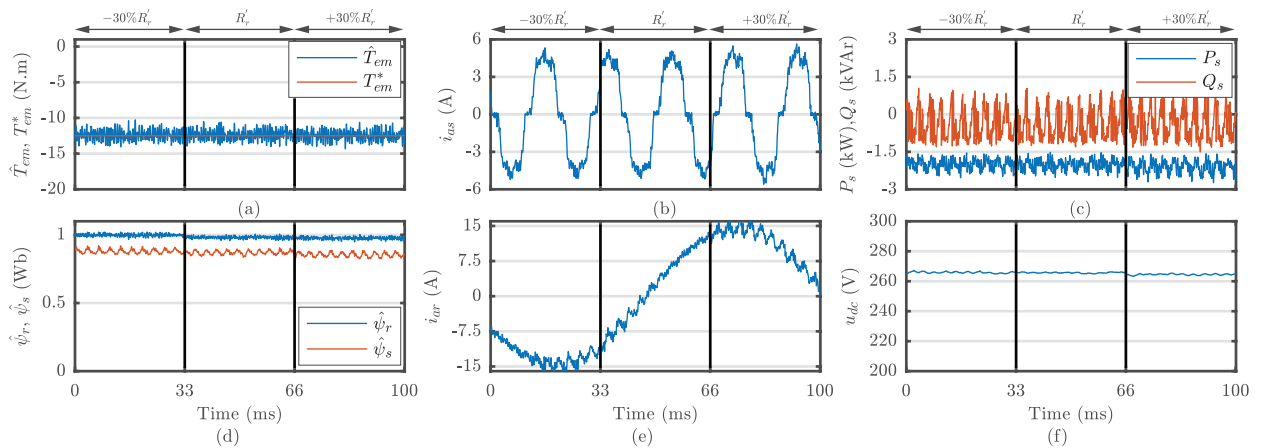 −30%R'r R'r +30%R'r
0
-5
-10
-15
-20
T̂em, T*em (N.m)
T̂em
T*em
(a)
−30%R'r R'r +30%R'r
6
3
0
-3
-6
ias (A)
(b)
−30%R'r R'r +30%R'r
3
1.5
0
-1.5
-3
Ps (kW),Qs (kVAr)
Ps
Qs
(c)
1
0.5
0
ψ̂r, ψ̂s (Wb)
ψ̂r
ψ̂s
0 33 66 100
Time (ms)
(d)
15
7.5
0
-7.5
-15
iar (A)
0 33 66 100
Time (ms)
(e)
300
280
260
240
220
200
udc (V)
0 33 66 100
Time (ms)
(f)